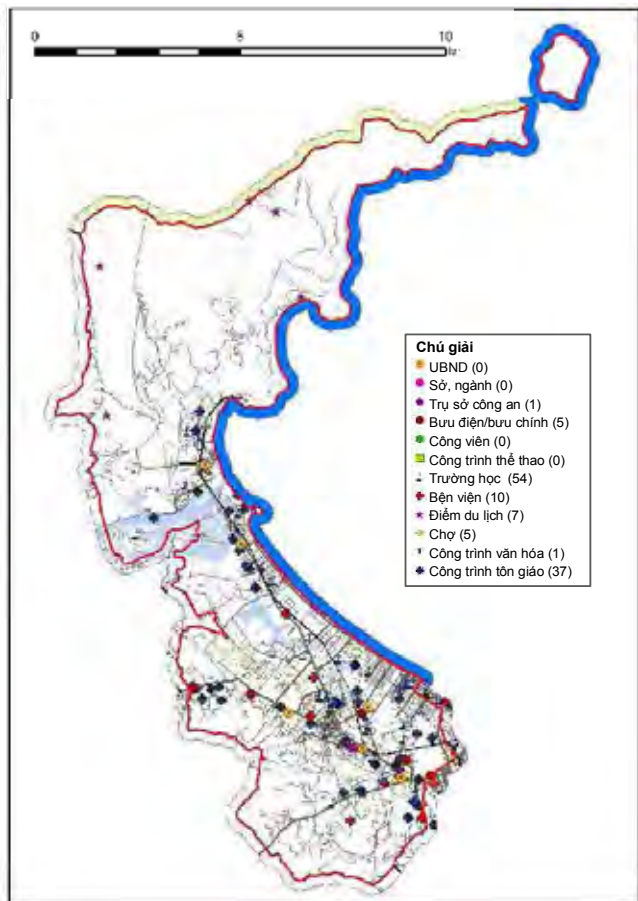 0 5 10
Chú giải
UBND (0)
Sở, ngành (0)
Trụ sở công an (1)
Bưu điện/bưu chính (5)
Công viên (0)
Công trình thể thao (0)
Trường học (54)
Bện viện (10)
Điểm du lịch (7)
Chợ (5)
Công trình văn hóa (1)
Công trình tôn giáo (37)